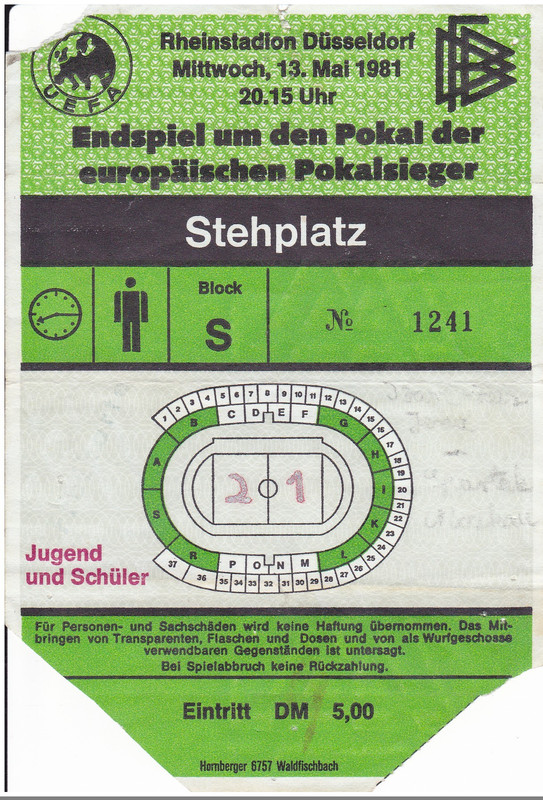 UEFA
Rheinstadion Düsseldorf
Mittwoch, 13. Mai 1981
20.15 Uhr
Endspiel um den Pokal der
europäischen Pokalsieger
Stehplatz
Block
S
№ 1241
1 2 3 4 5 6 7 8 9 10 11 12 13 14 15 16 17 18 19 20 21 22 23 24 25 26 27 28 29 30 31 32 33 34 35 36 37
A B C D E F G H I K L M N O P R S
2 1
Jugend
und Schüler
Für Personen- und Sachschäden wird keine Haftung übernommen. Das Mit-
bringen von Transparenten, Flaschen und Dosen und von als Wurfgeschosse
verwendbaren Gegenständen ist untersagt.
Bei Spielabbruch keine Rückzahlung.
Eintritt DM 5,00
Hornberger 6757 Waldfischbach